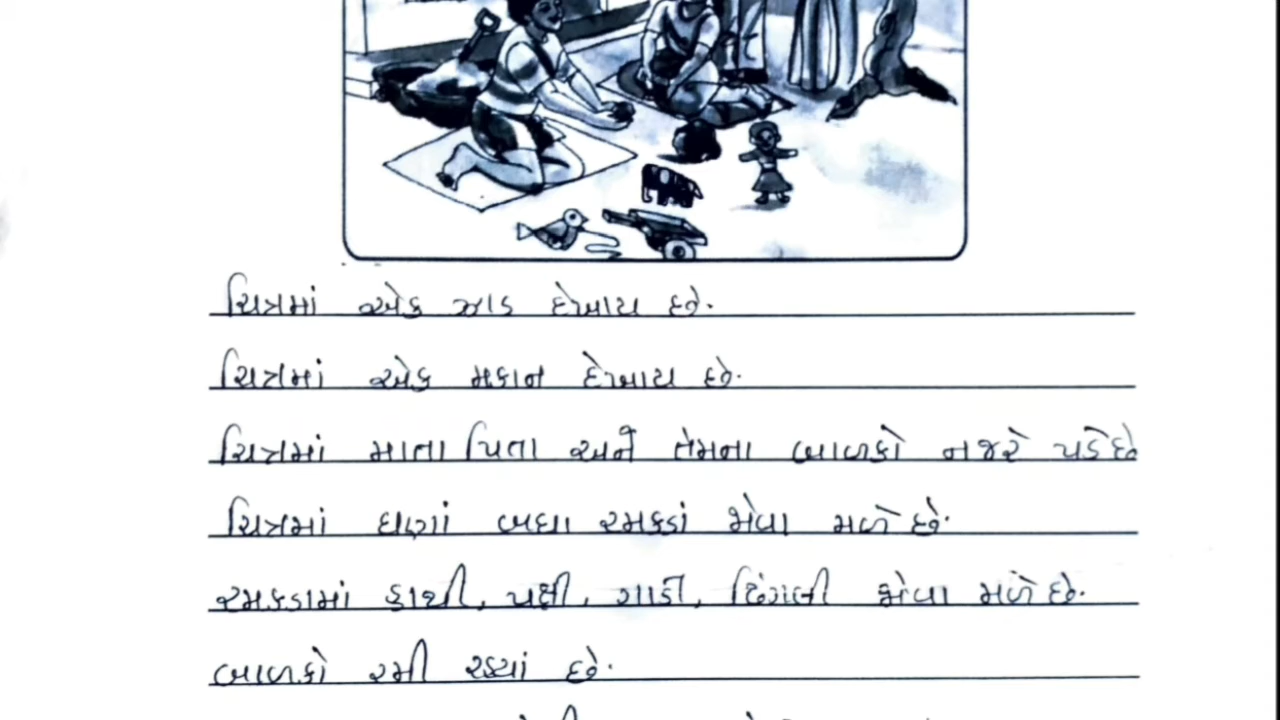 ચિત્રમાં એક ઝાડ દેખાય છે.
ચિત્રમાં એક મકાન દેખાય છે.
ચિત્રમાં માતા પિતા અને તેમના બાળકો નજરે પડે છે
ચિત્રમાં ઘણાં બધા રમકડાં જોવા મળે છે.
રમકડામાં હાથી, પક્ષી, ગાડી, ઢિંગલી જોવા મળે છે.
બાળકો રમી રહ્યાં છે.